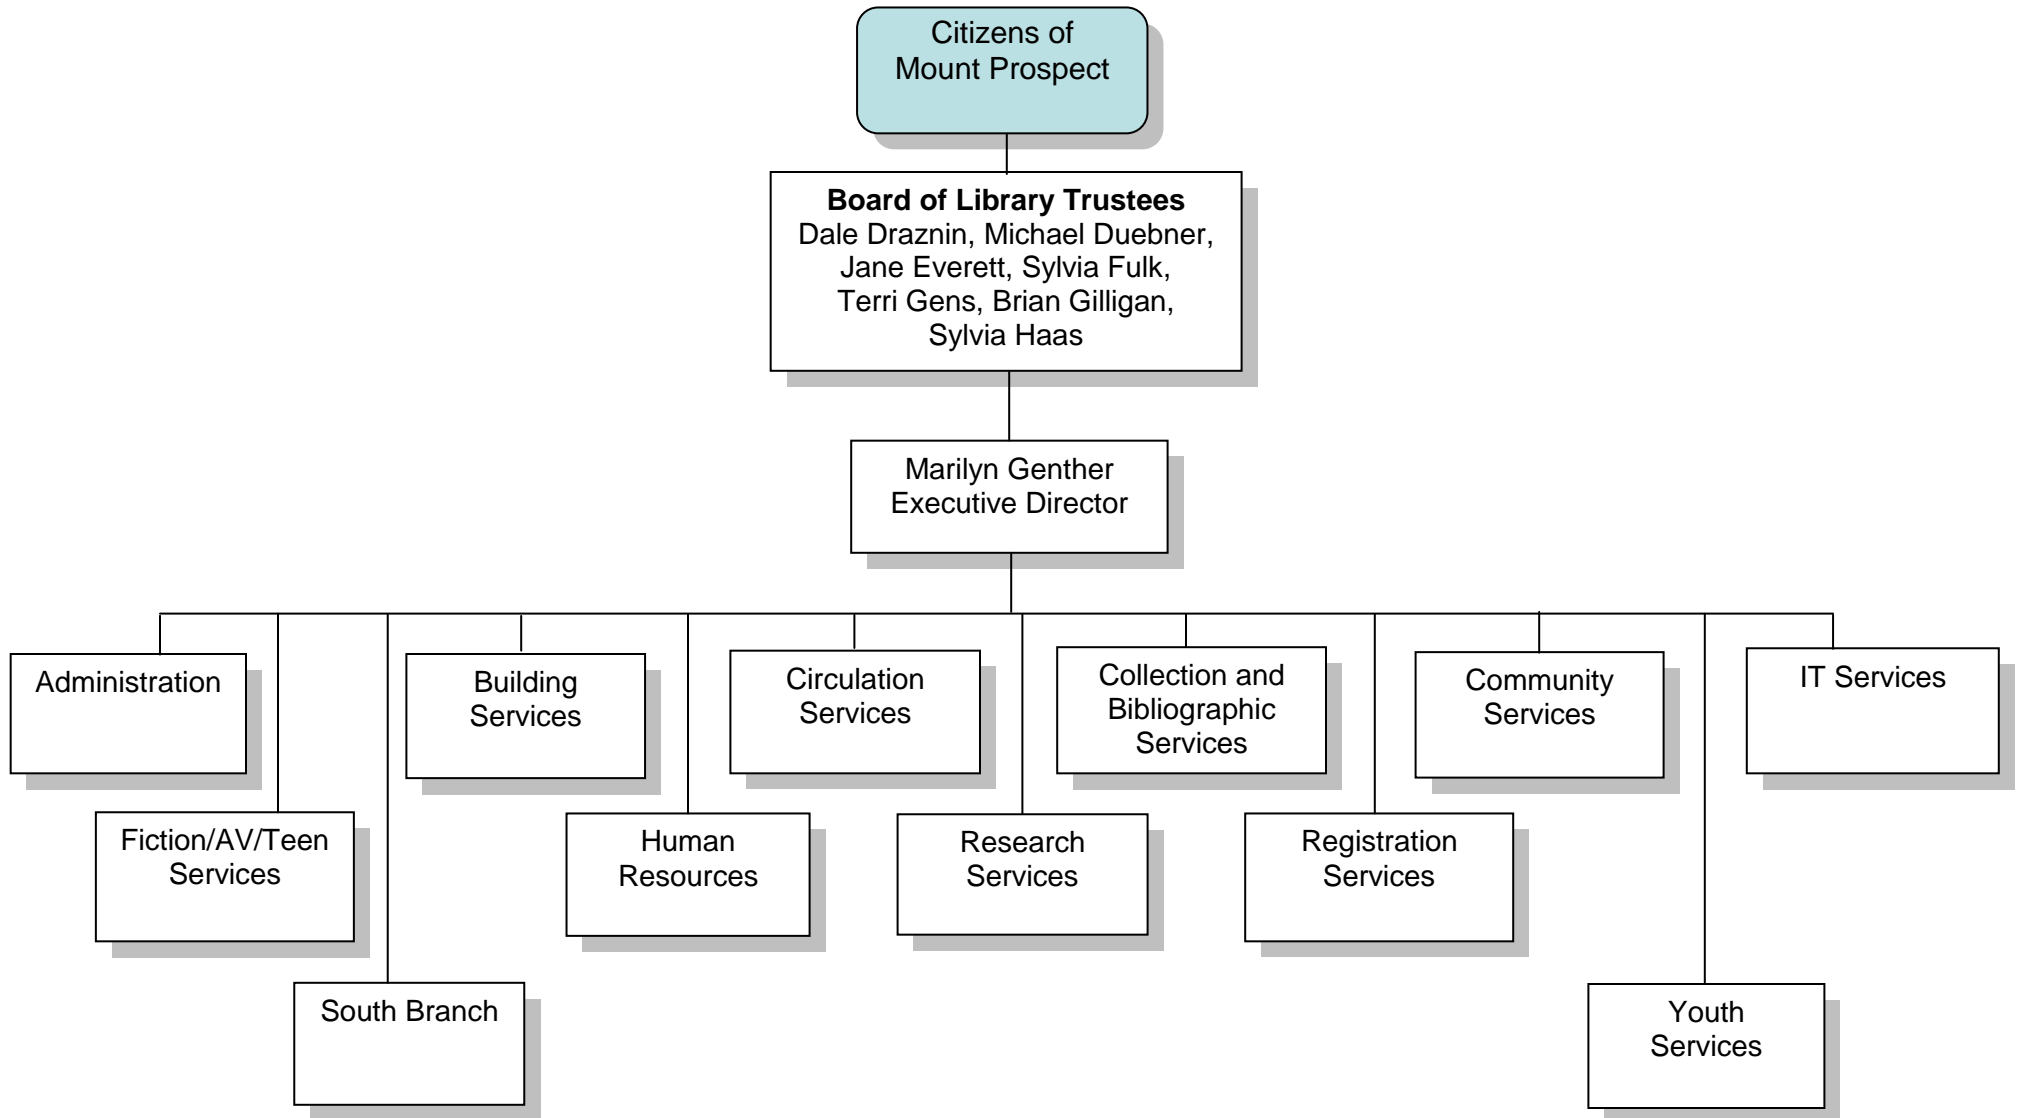 Citizens of
Mount Prospect
Board of Library Trustees
Dale Draznin, Michael Duebner,
Jane Everett, Sylvia Fulk,
Terri Gens, Brian Gilligan,
Sylvia Haas
Marilyn Genther
Executive Director
Administration
Building
Services
Circulation
Services
Collection and
Bibliographic
Services
Community
Services
IT Services
Fiction/AV/Teen
Services
Human
Resources
Research
Services
Registration
Services
South Branch
Youth
Services